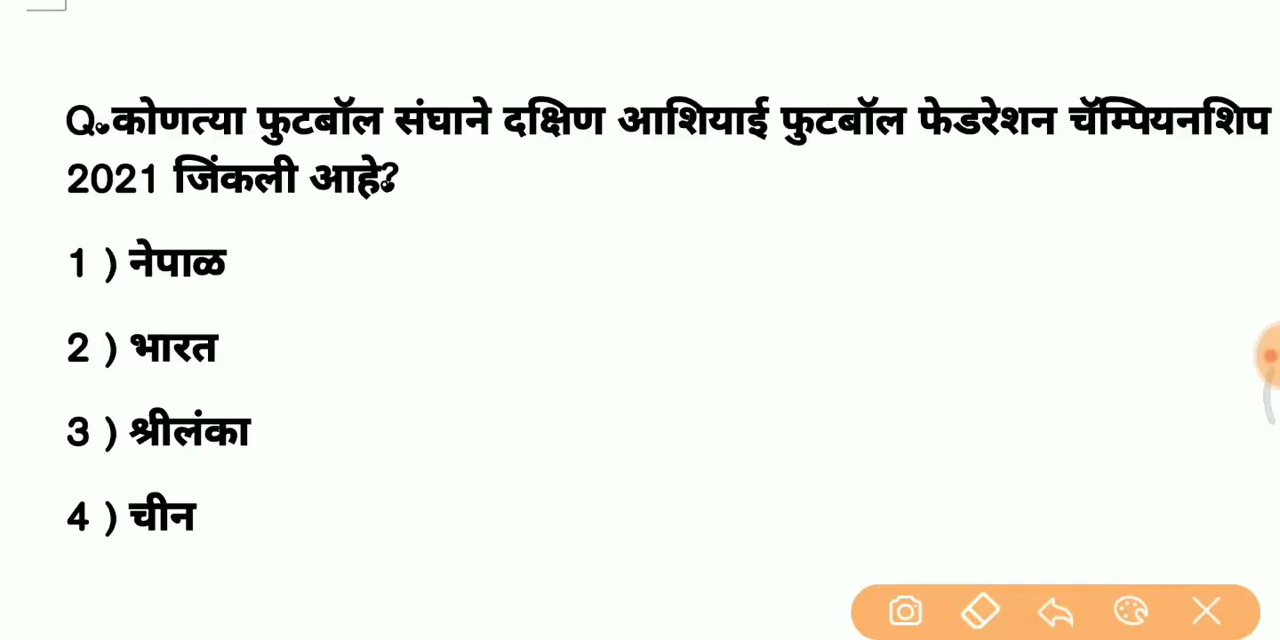 Q.कोणत्या फुटबॉल संघाने दक्षिण आशियाई फुटबॉल फेडरेशन चॅम्पियनशिप
2021 जिंकली आहे?
1 ) नेपाळ
2 ) भारत
3 ) श्रीलंका
4 ) चीन